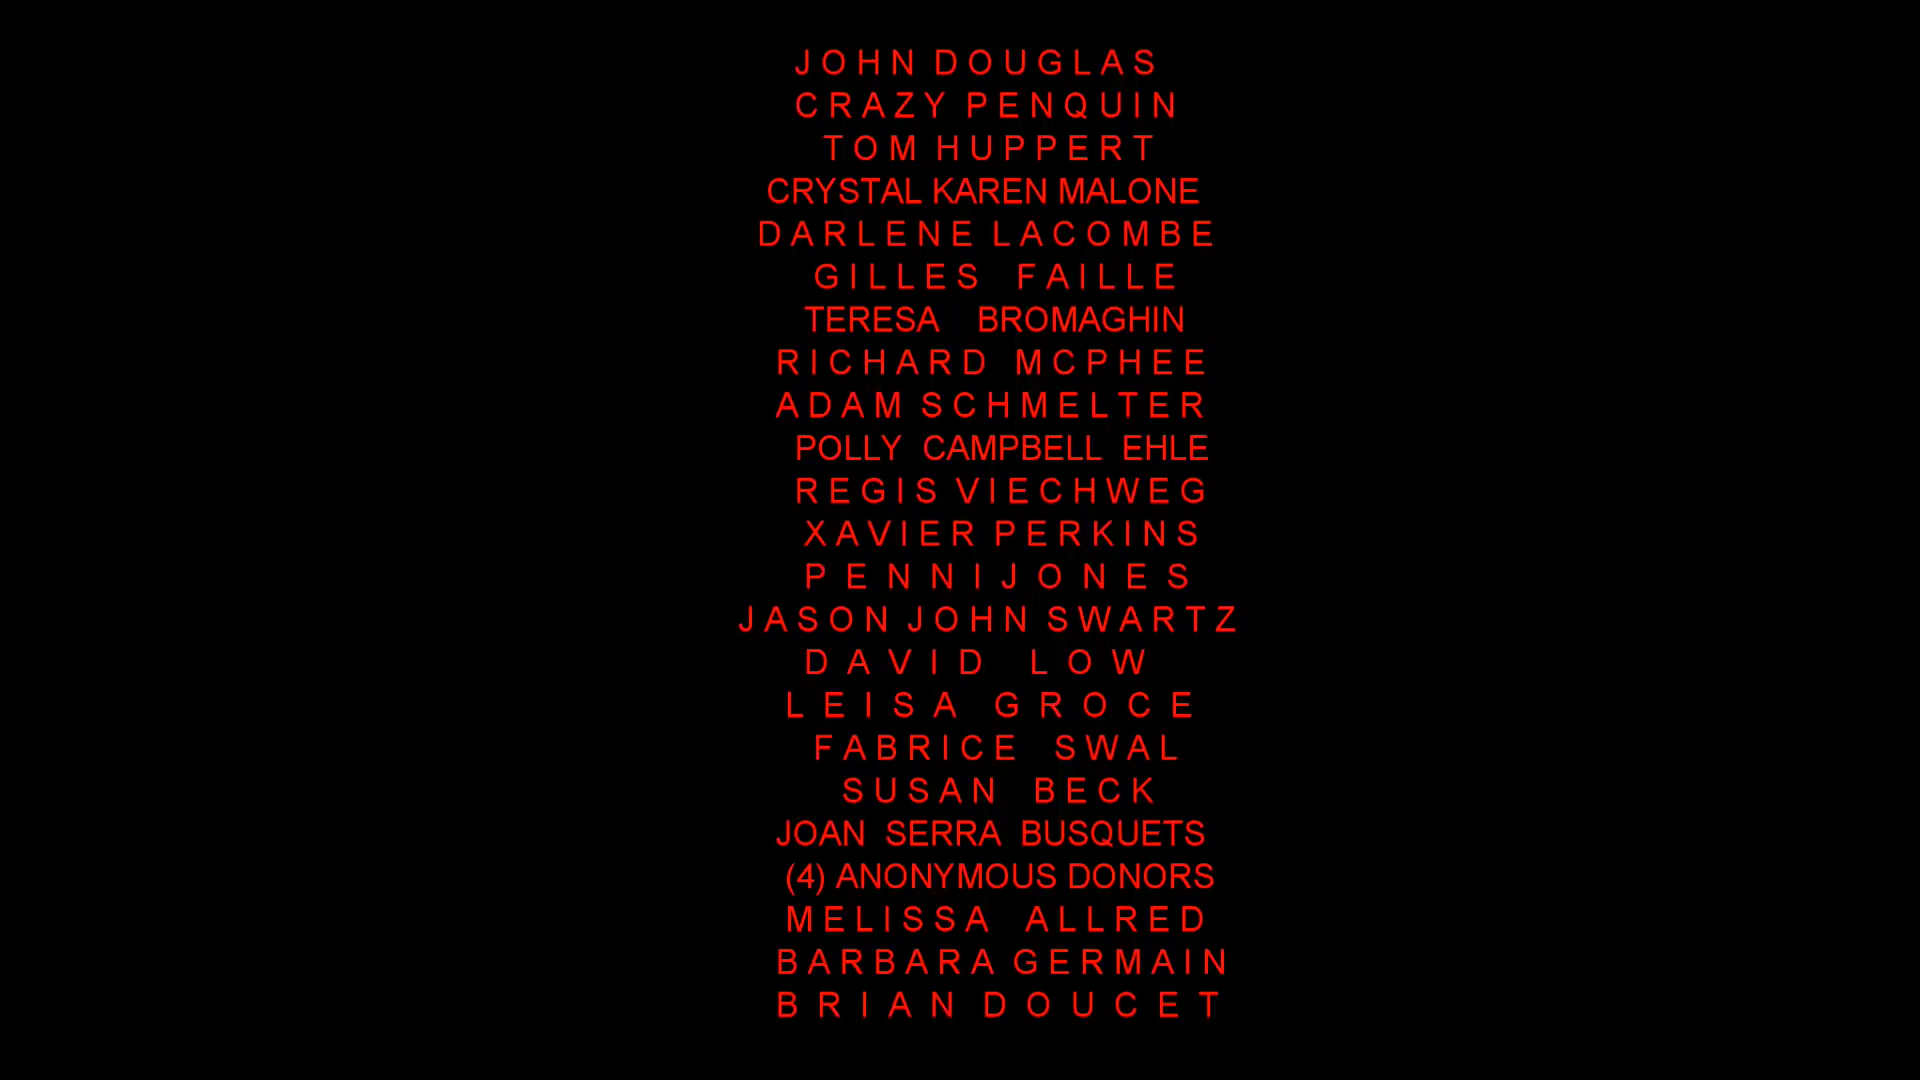 JOHN DOUGLAS
CRAZY PENQUIN
TOM HUPPERT
CRYSTAL KAREN MALONE
DARLENE LACOMBE
GILLES FAILLE
TERESA BROMAGHIN
RICHARD MCPHEE
ADAM SCHMELTER
POLLY CAMPBELL EHLE
REGIS VIECHWEG
XAVIER PERKINS
PENNI JONES
JASON JOHN SWARTZ
DAVID LOW
LEISA GROCE
FABRICE SWAL
SUSAN BECK
JOAN SERRA BUSQUETS
(4) ANONYMOUS DONORS
MELISSA ALLRED
BARBARA GERMAIN
BRIAN DOUCET